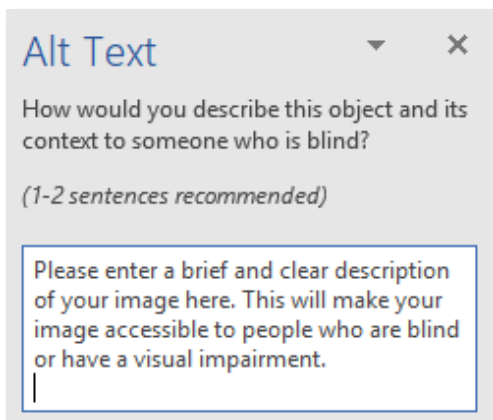 Alt Text
How would you describe this object and its
context to someone who is blind?
(1-2 sentences recommended)
Please enter a brief and clear description
of your image here. This will make your
image accessible to people who are blind
or have a visual impairment.